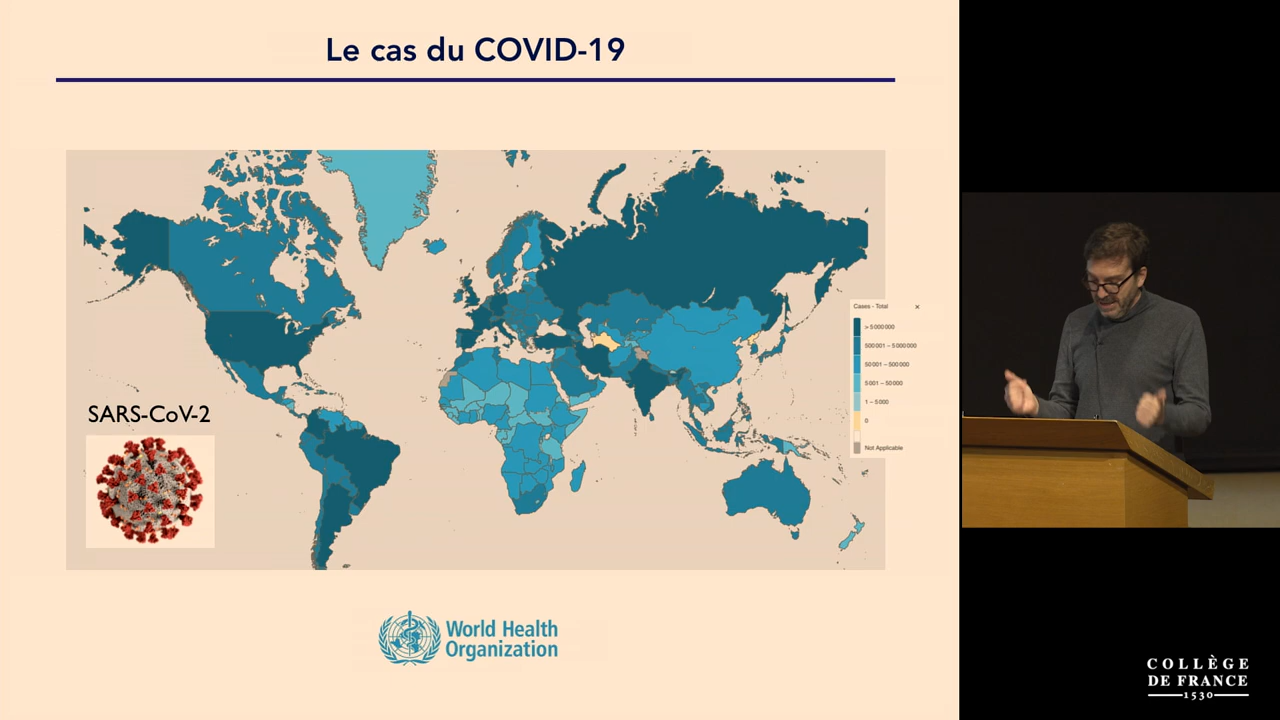 Le cas du COVID-19
Cases - Total ×
> 5 000 000
500 001 – 5 000 000
50 001 – 500 000
5 001 – 50 000
1 – 5 000
0
Not Applicable
SARS-CoV-2
World Health
Organization
COLLÈGE
DE FRANCE
1530